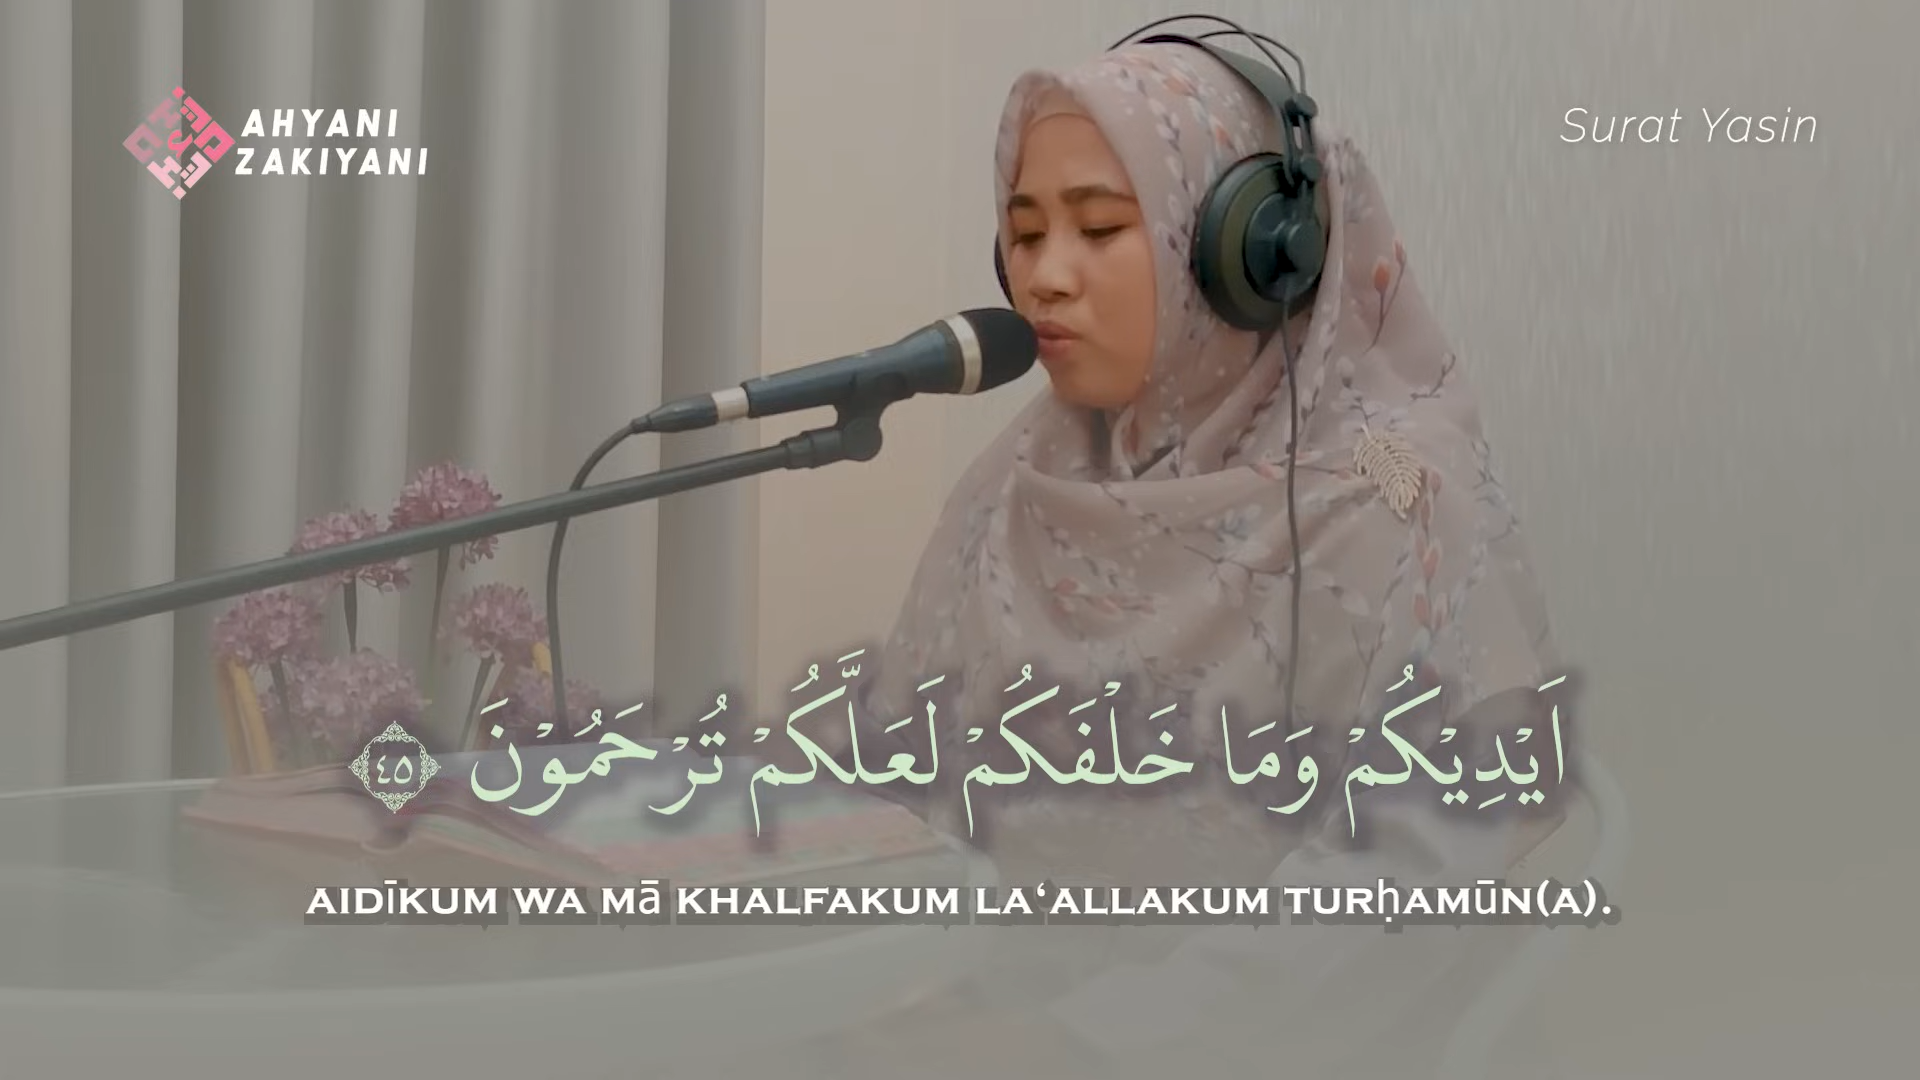 AHYANI
ZAKIYANI
Surat Yasin
اَيْدِيْكُمْ وَمَا خَلْفَكُمْ لَعَلَّكُمْ تُرْحَمُوْنَ ٤٥
AIDĪKUM WA MĀ KHALFAKUM LA‘ALLAKUM TURḥAMŪN(A).